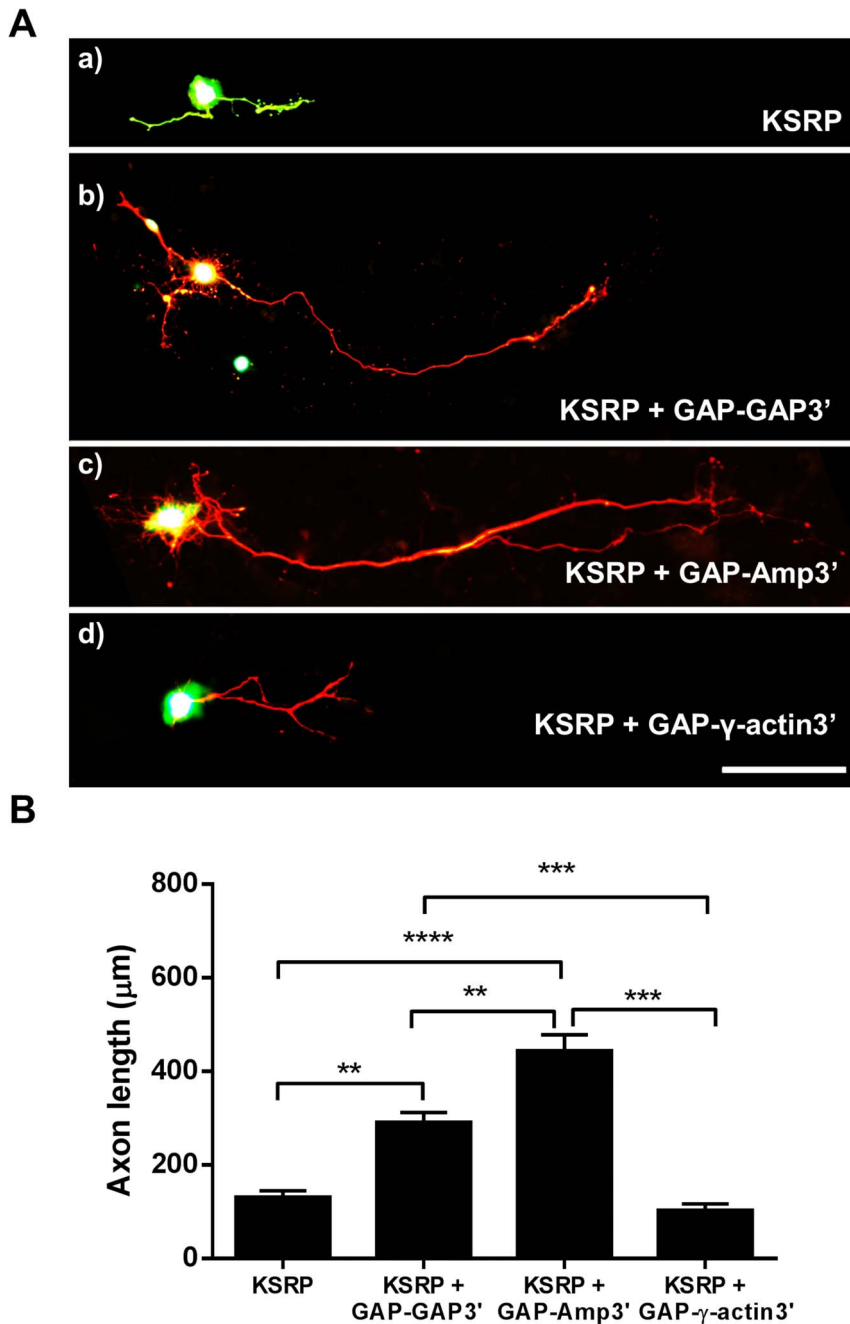 A
a)
KSRP
b)
KSRP + GAP-GAP3'
c)
KSRP + GAP-Amp3'
d)
KSRP + GAP-γ-actin3'
B
800
600
400
200
0
Axon length (μm)
***
****
**
***
**
KSRP
KSRP +
GAP-GAP3'
KSRP +
GAP-Amp3'
KSRP +
GAP-γ-actin3'